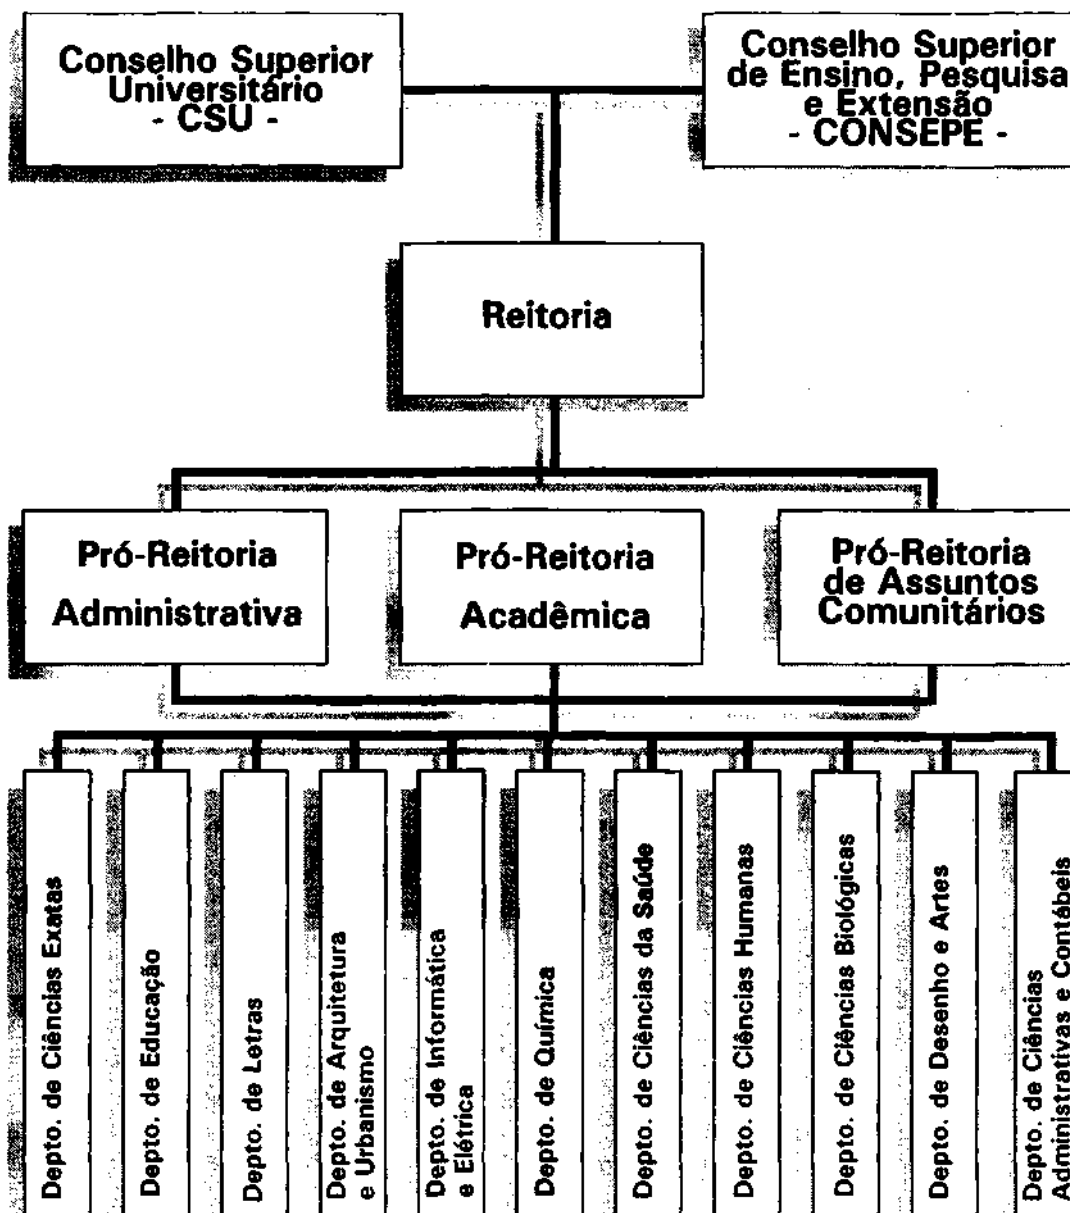 Conselho Superior
Universitário
- CSU -
Conselho Superior
de Ensino, Pesquisa
e Extensão
- CONSEPE -
Reitoria
Pró-Reitoria
Administrativa
Pró-Reitoria
Acadêmica
Pró-Reitoria
de Assuntos
Comunitários
Depto. de Ciências Exatas
Depto. de Educação
Depto. de Letras
Depto. de Arquitetura
e Urbanismo
Depto. de Informática
e Elétrica
Depto. de Química
Depto. de Ciências da Saúde
Depto. de Ciências Humanas
Depto. de Ciências Biológicas
Depto. de Desenho e Artes
Depto. de Ciências
Administrativas e Contábeis